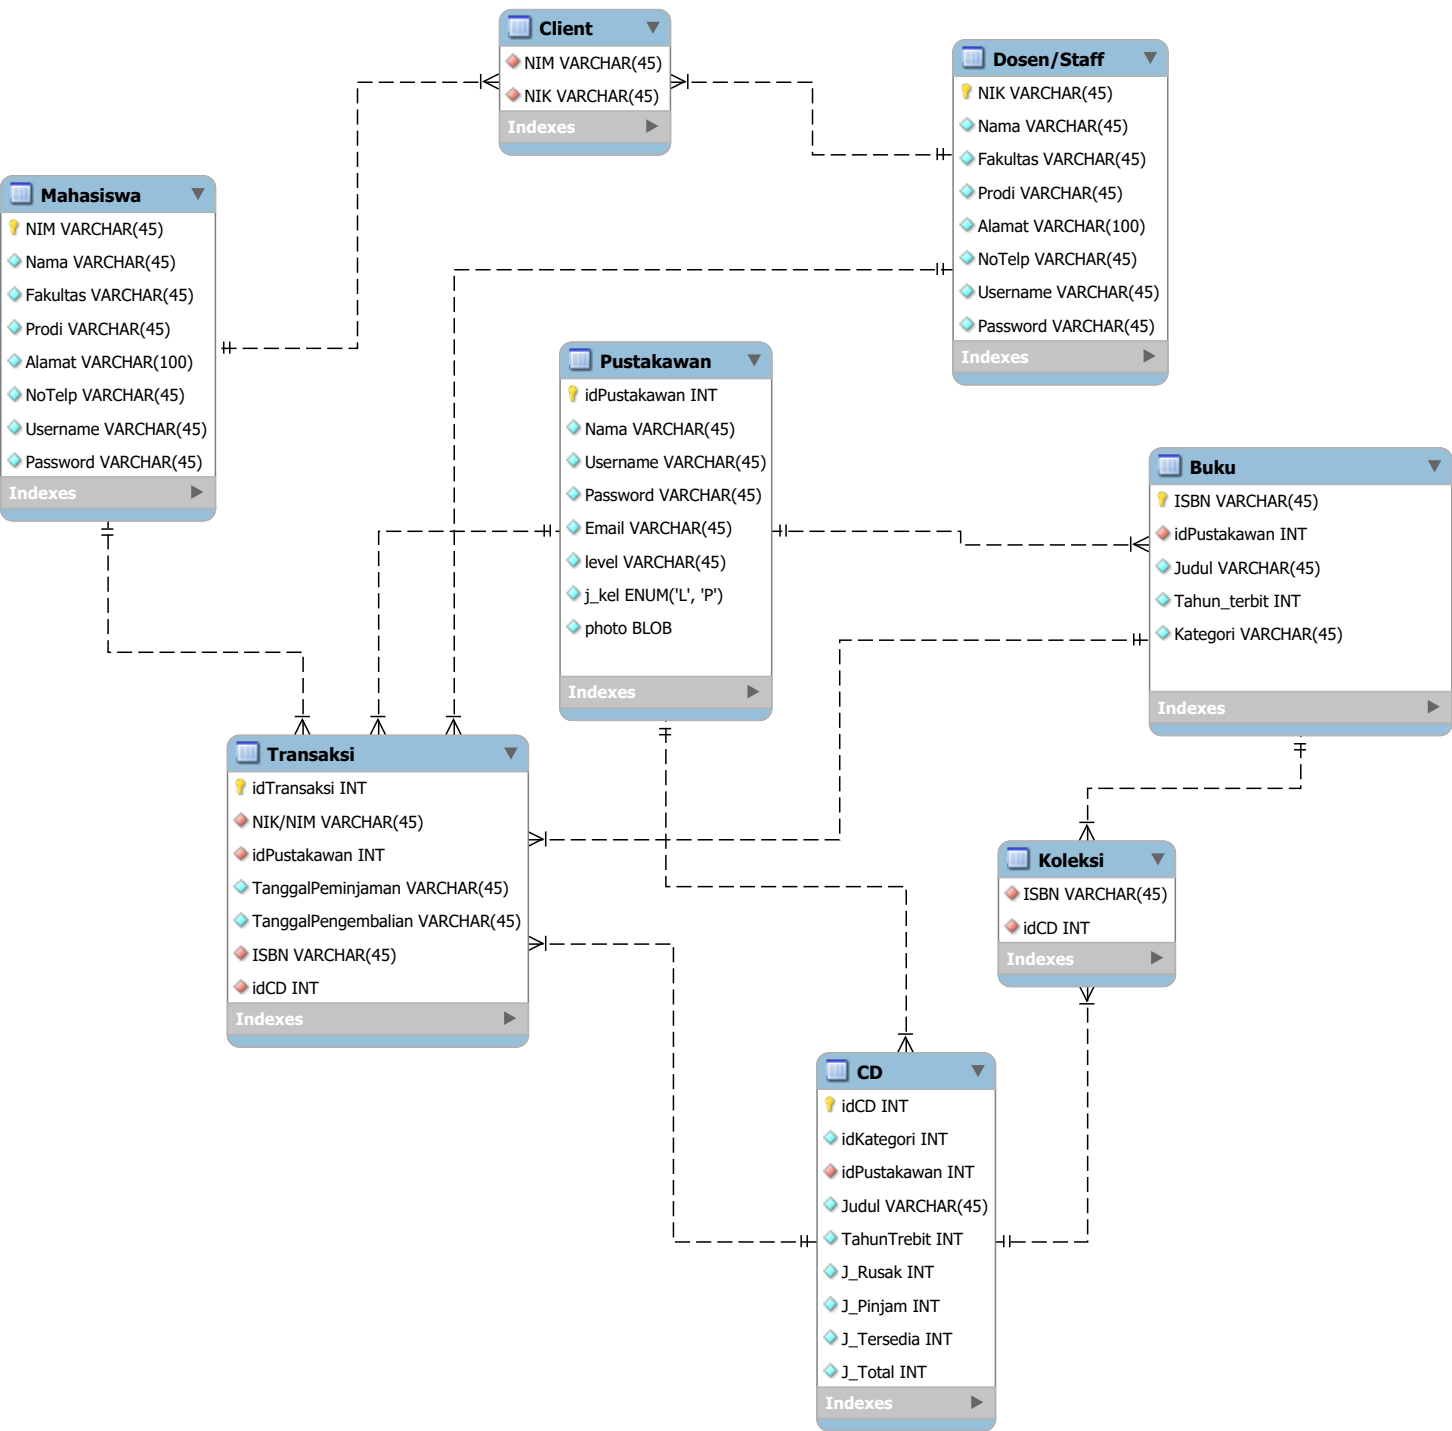 Client
NIM VARCHAR(45)
NIK VARCHAR(45)
Indexes
Dosen/Staff
NIK VARCHAR(45)
Nama VARCHAR(45)
Fakultas VARCHAR(45)
Prodi VARCHAR(45)
Alamat VARCHAR(100)
NoTelp VARCHAR(45)
Username VARCHAR(45)
Password VARCHAR(45)
Indexes
Mahasiswa
NIM VARCHAR(45)
Nama VARCHAR(45)
Fakultas VARCHAR(45)
Prodi VARCHAR(45)
Alamat VARCHAR(100)
NoTelp VARCHAR(45)
Username VARCHAR(45)
Password VARCHAR(45)
Indexes
Pustakawan
idPustakawan INT
Nama VARCHAR(45)
Username VARCHAR(45)
Password VARCHAR(45)
Email VARCHAR(45)
level VARCHAR(45)
j_kel ENUM('L', 'P')
photo BLOB
Indexes
Buku
ISBN VARCHAR(45)
idPustakawan INT
Judul VARCHAR(45)
Tahun_terbit INT
Kategori VARCHAR(45)
Indexes
Transaksi
idTransaksi INT
NIK/NIM VARCHAR(45)
idPustakawan INT
TanggalPeminjaman VARCHAR(45)
TanggalPengembalian VARCHAR(45)
ISBN VARCHAR(45)
idCD INT
Indexes
Koleksi
ISBN VARCHAR(45)
idCD INT
Indexes
CD
idCD INT
idKategori INT
idPustakawan INT
Judul VARCHAR(45)
TahunTrebit INT
J_Rusak INT
J_Pinjam INT
J_Tersedia INT
J_Total INT
Indexes